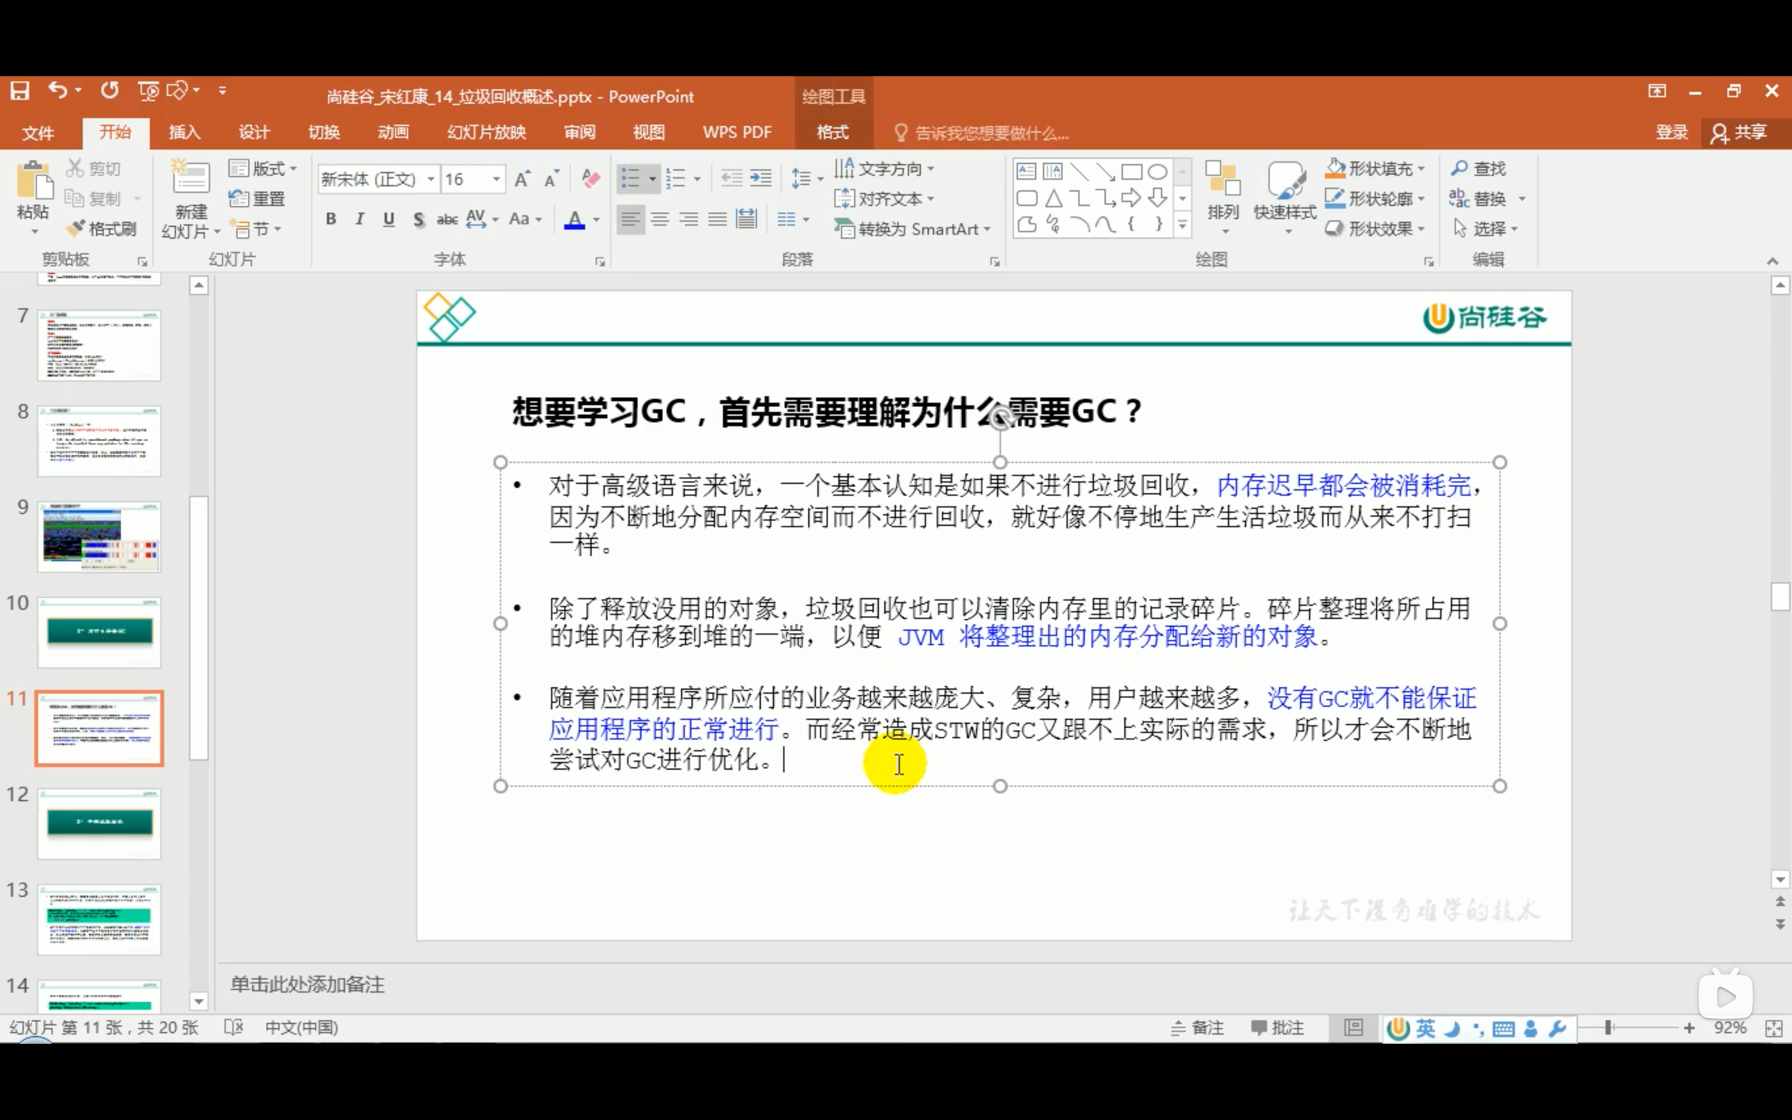 尚硅谷_宋红康_14_垃圾回收概述.pptx - PowerPoint
绘图工具
文件 开始 插入 设计 切换 动画 幻灯片放映 审阅 视图 WPS PDF 格式 告诉我您想要做什么... 登录 共享
粘贴 剪切 复制 格式刷
新建
幻灯片 版式 重置 节
新宋体 (正文) 16
文字方向
对齐文本
转换为 SmartArt
排列 快速样式
形状填充
形状轮廓
形状效果
查找
替换
选择
剪贴板 幻灯片 字体 段落 绘图 编辑
7
8
9
10
11
12
13
14
尚硅谷
想要学习GC，首先需要理解为什么需要GC？
• 对于高级语言来说，一个基本认知是如果不进行垃圾回收，内存迟早都会被消耗完，
因为不断地分配内存空间而不进行回收，就好像不停地生产生活垃圾而从来不打扫
一样。
• 除了释放没用的对象，垃圾回收也可以清除内存里的记录碎片。碎片整理将所占用
的堆内存移到堆的一端，以便 JVM 将整理出的内存分配给新的对象。
• 随着应用程序所应付的业务越来越庞大、复杂，用户越来越多，没有GC就不能保证
应用程序的正常进行。而经常造成STW的GC又跟不上实际的需求，所以才会不断地
尝试对GC进行优化。
让天下没有难学的技术
单击此处添加备注
幻灯片 第 11 张，共 20 张 中文(中国) 备注 批注 英 92%